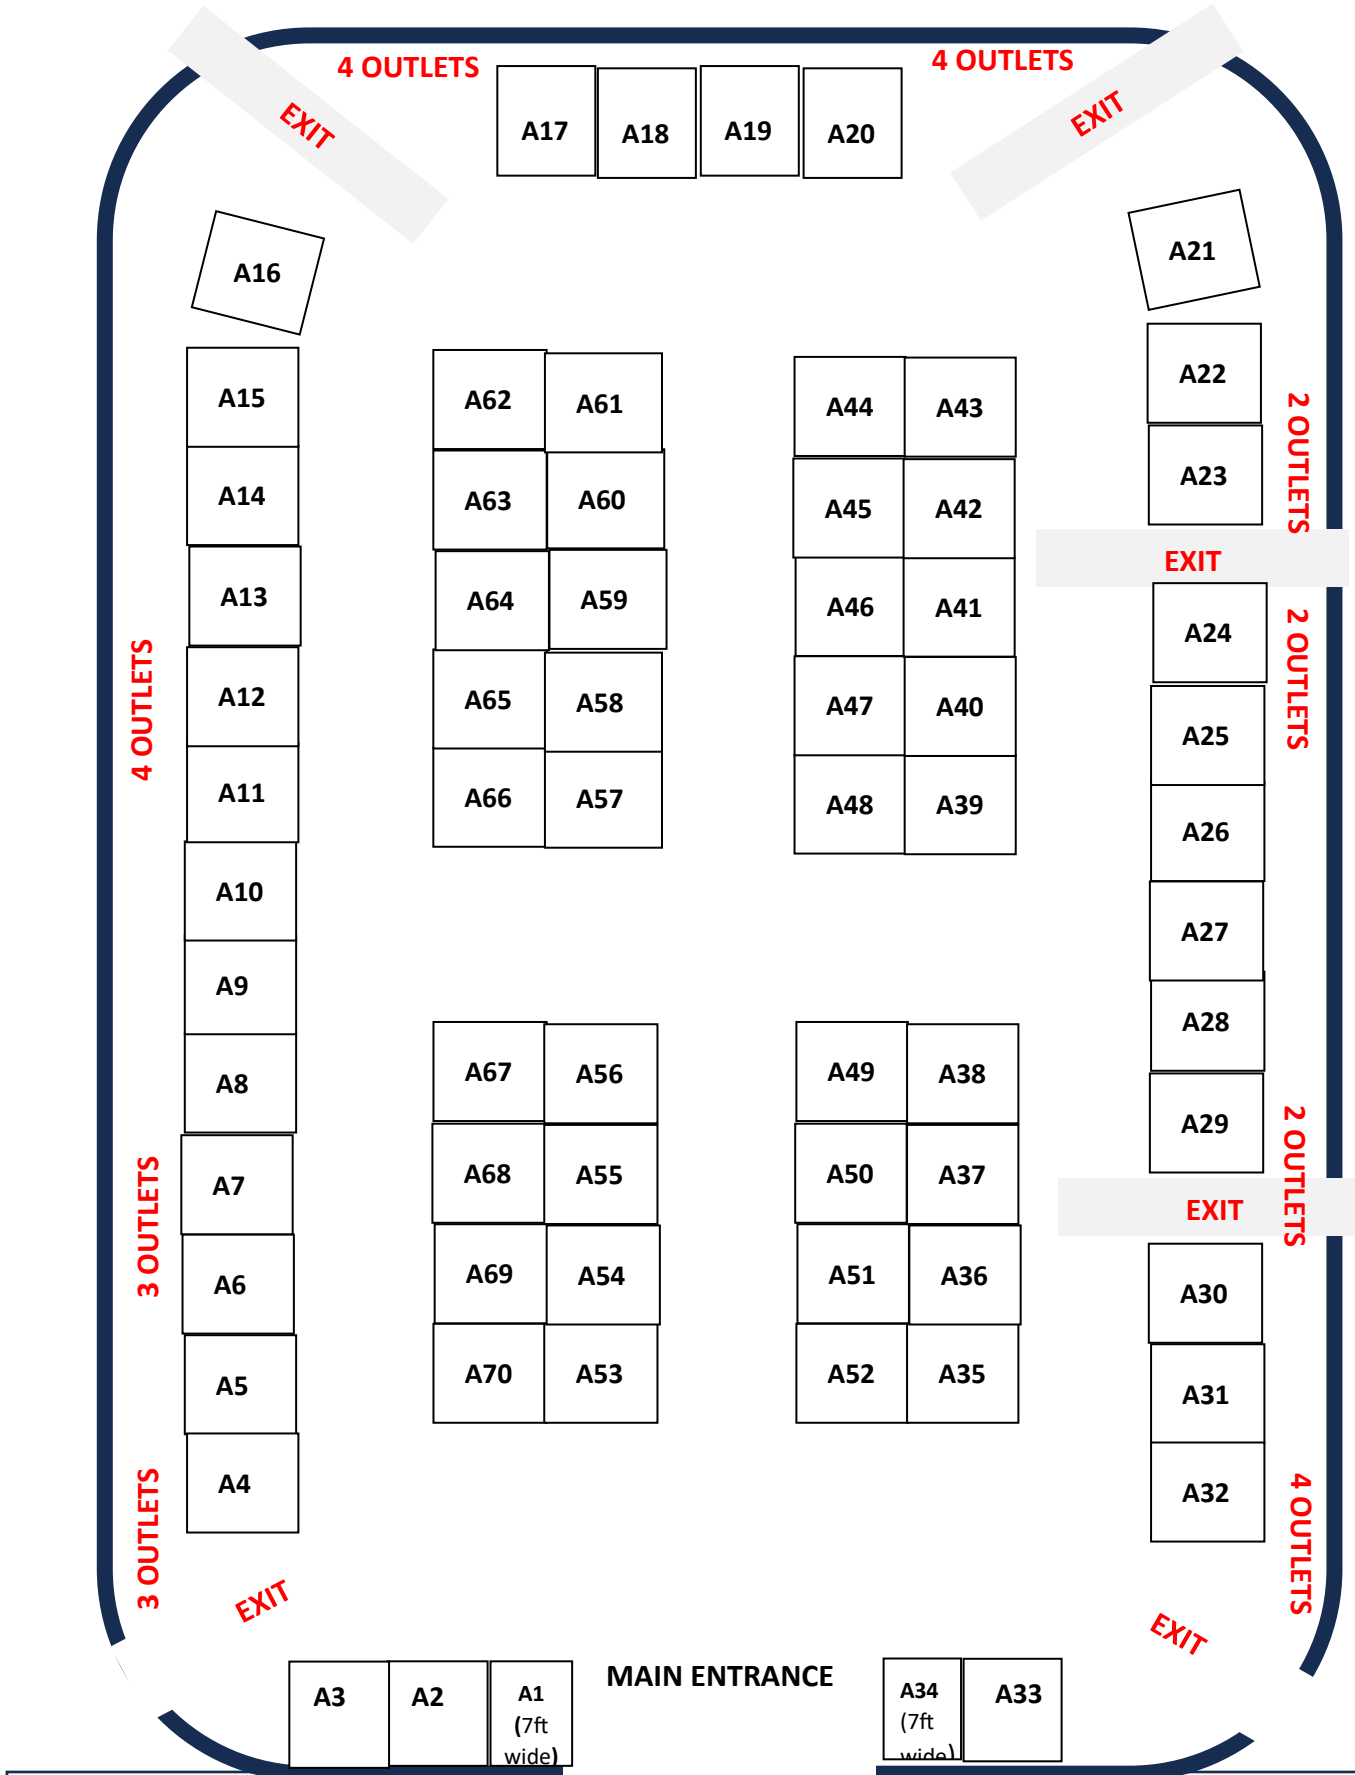 4 OUTLETS
4 OUTLETS
EXIT
EXIT
A17
A18
A19
A20
A16
A21
A15
A62
A61
A44
A43
A22
2 OUTLETS
A14
A63
A60
A45
A42
A23
EXIT
A13
A64
A59
A46
A41
A24
2 OUTLETS
4 OUTLETS
A12
A65
A58
A47
A40
A25
A11
A66
A57
A48
A39
A26
A10
A27
A9
A28
A8
A67
A56
A49
A38
A29
2 OUTLETS
3 OUTLETS
A7
A68
A55
A50
A37
EXIT
A6
A69
A54
A51
A36
A30
A5
A70
A53
A52
A35
A31
3 OUTLETS
A4
A32
4 OUTLETS
EXIT
EXIT
A3
A2
A1
(7ft
wide)
MAIN ENTRANCE
A34
(7ft
wide)
A33